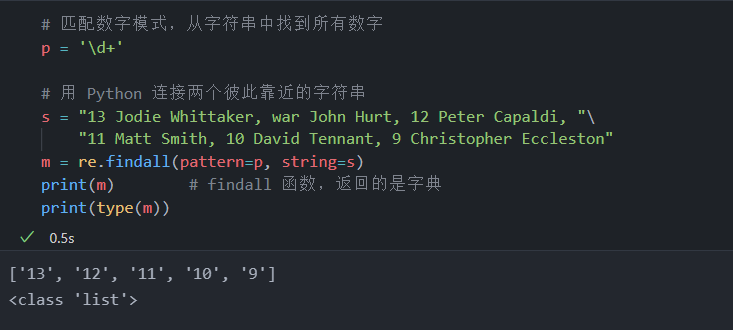 # 匹配数字模式，从字符串中找到所有数字
p = '\d+'
# 用 Python 连接两个彼此靠近的字符串
s = "13 Jodie Whittaker, war John Hurt, 12 Peter Capaldi, "\
"11 Matt Smith, 10 David Tennant, 9 Christopher Eccleston"
m = re.findall(pattern=p, string=s)
print(m)       # findall 函数，返回的是字典
print(type(m))
0.5s
['13', '12', '11', '10', '9']
<class 'list'>